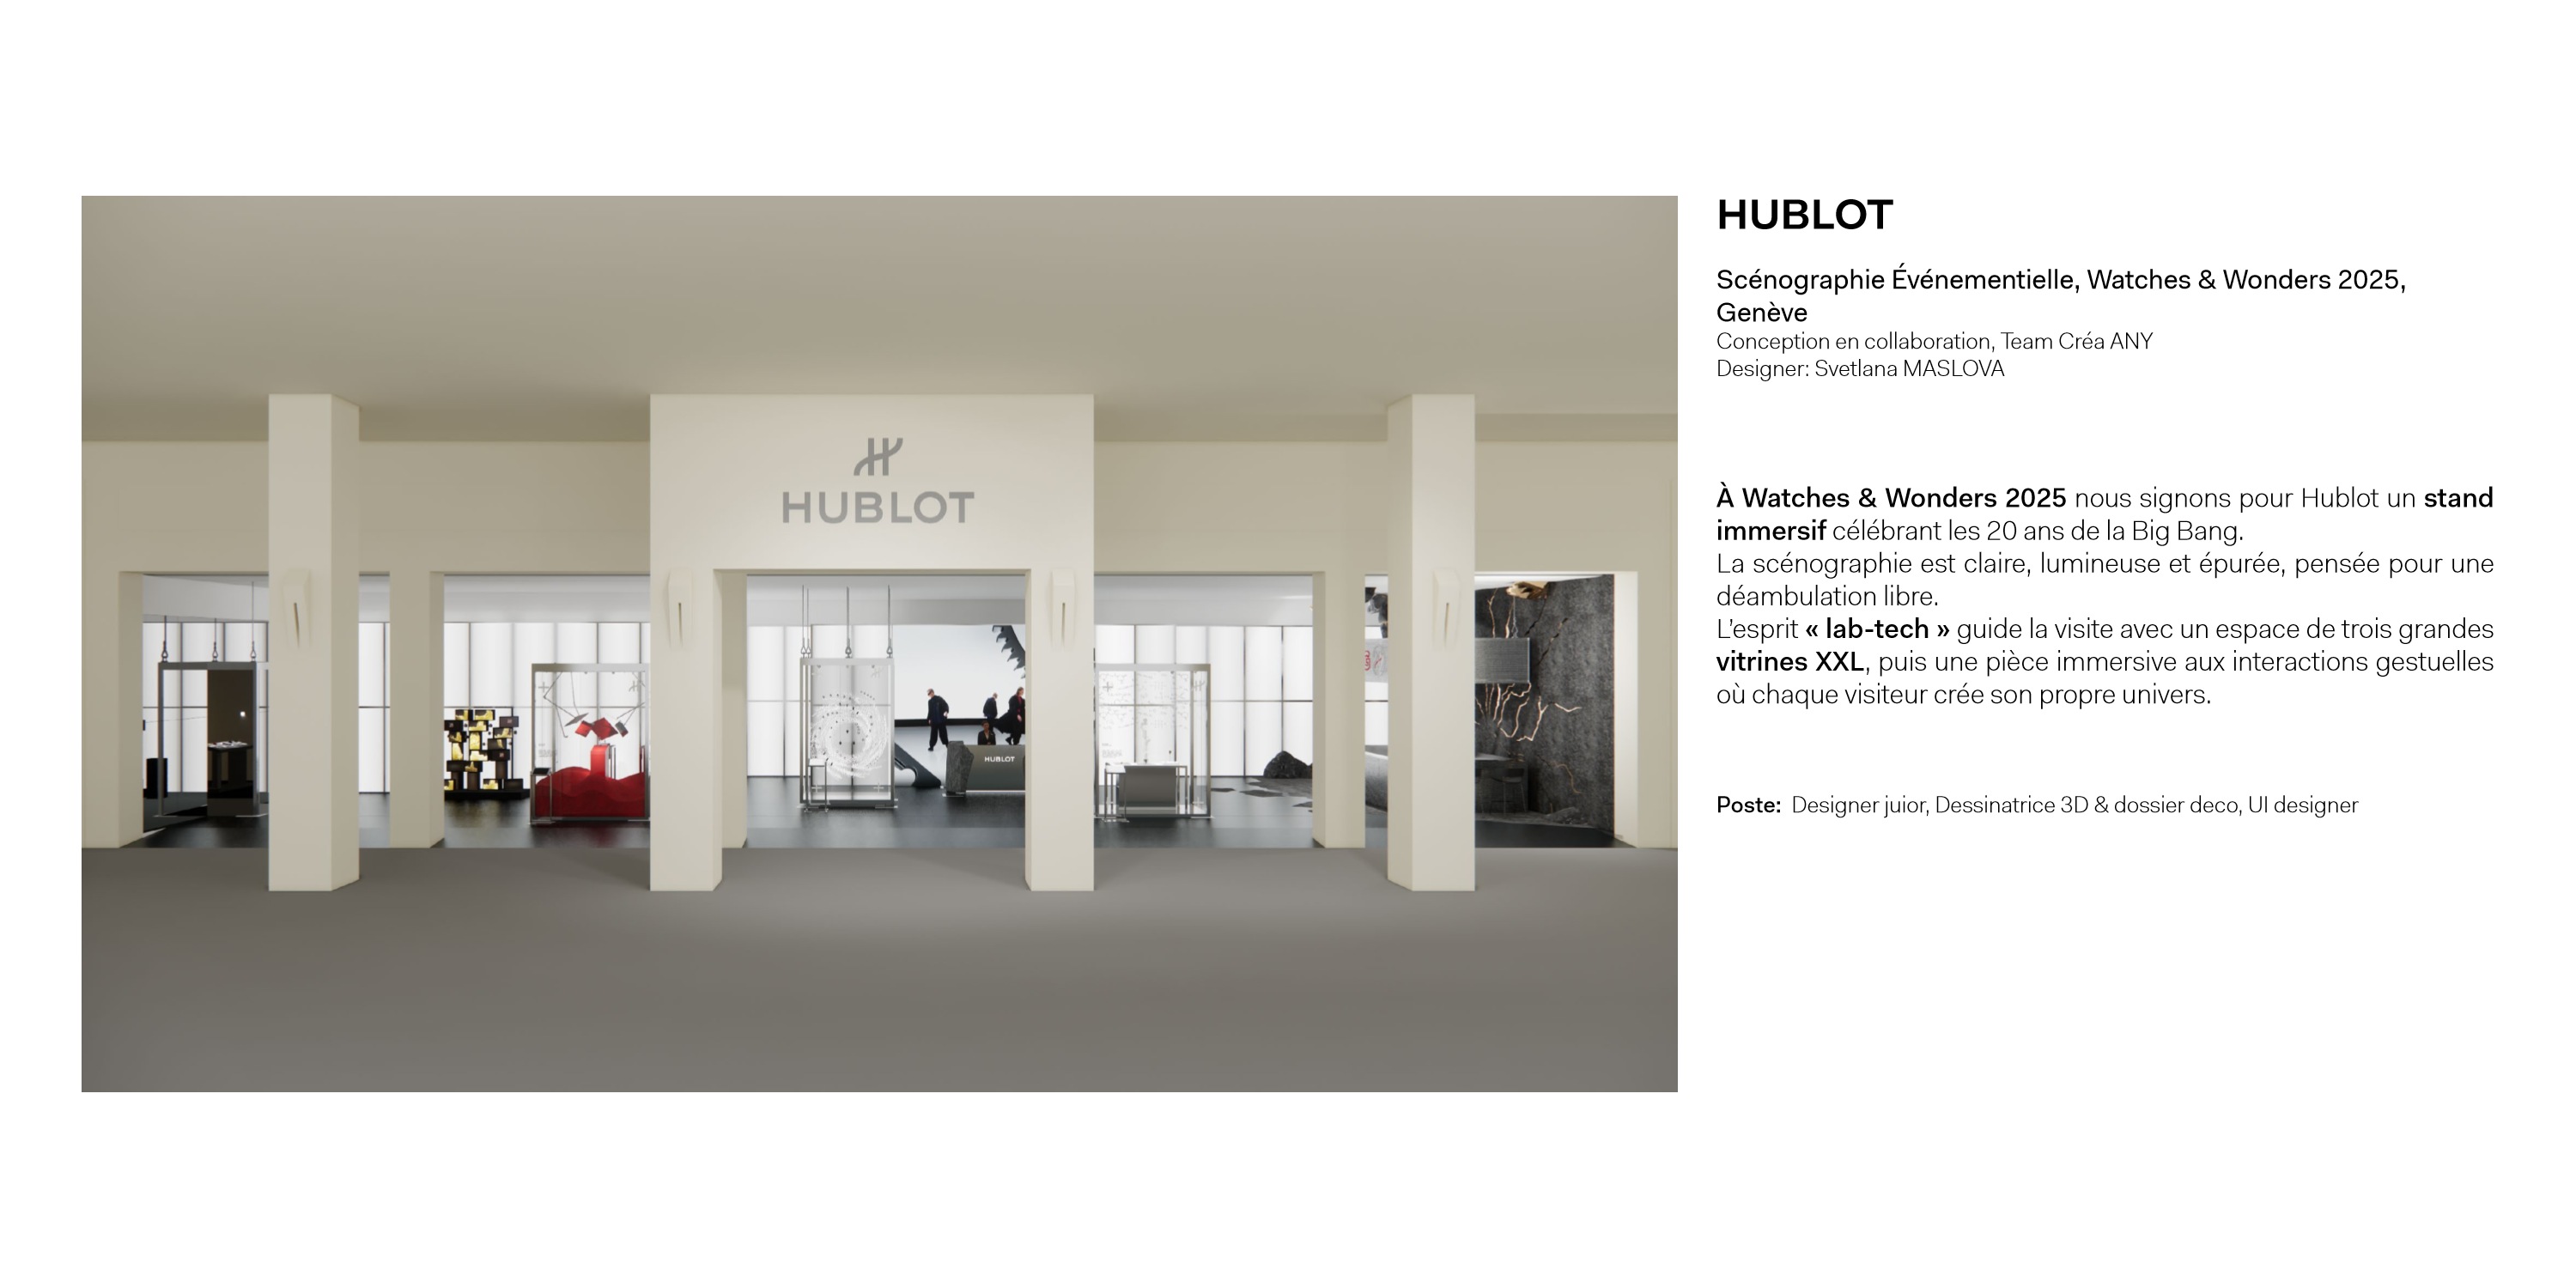 HUBLOT
HUBLOT
HUBLOT
Scénographie Événementielle, Watches & Wonders 2025,
Genève
Conception en collaboration, Team Créa ANY
Designer: Svetlana MASLOVA
À Watches & Wonders 2025 nous signons pour Hublot un stand
immersif célébrant les 20 ans de la Big Bang.
La scénographie est claire, lumineuse et épurée, pensée pour une
déambulation libre.
L’esprit « lab-tech » guide la visite avec un espace de trois grandes
vitrines XXL, puis une pièce immersive aux interactions gestuelles
où chaque visiteur crée son propre univers.
Poste: Designer juior, Dessinatrice 3D & dossier deco, UI designer